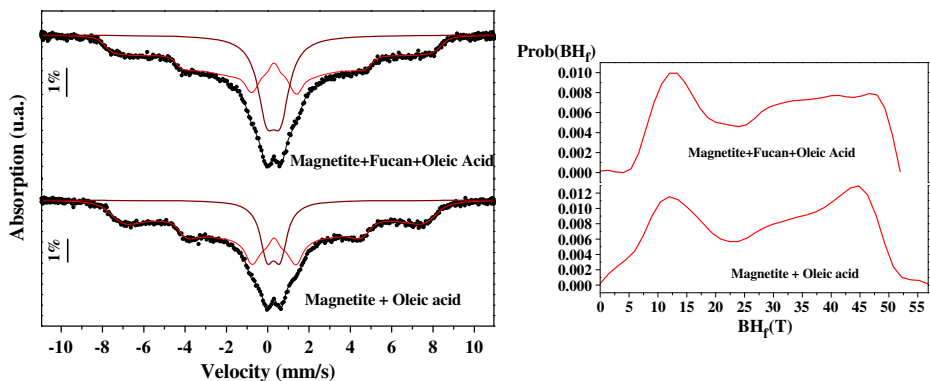 Absorption (u.a.)
1%
Magnetite+Fucan+Oleic Acid
1%
Magnetite + Oleic acid
-10 -8 -6 -4 -2 0 2 4 6 8 10
Velocity (mm/s)
Prob(BHf)
0.010
0.008
0.006
0.004
0.002
0.000
Magnetite+Fucan+Oleic Acid
0.012
0.010
0.008
0.006
0.004
0.002
0.000
Magnetite + Oleic acid
0 5 10 15 20 25 30 35 40 45 50 55
BHf(T)